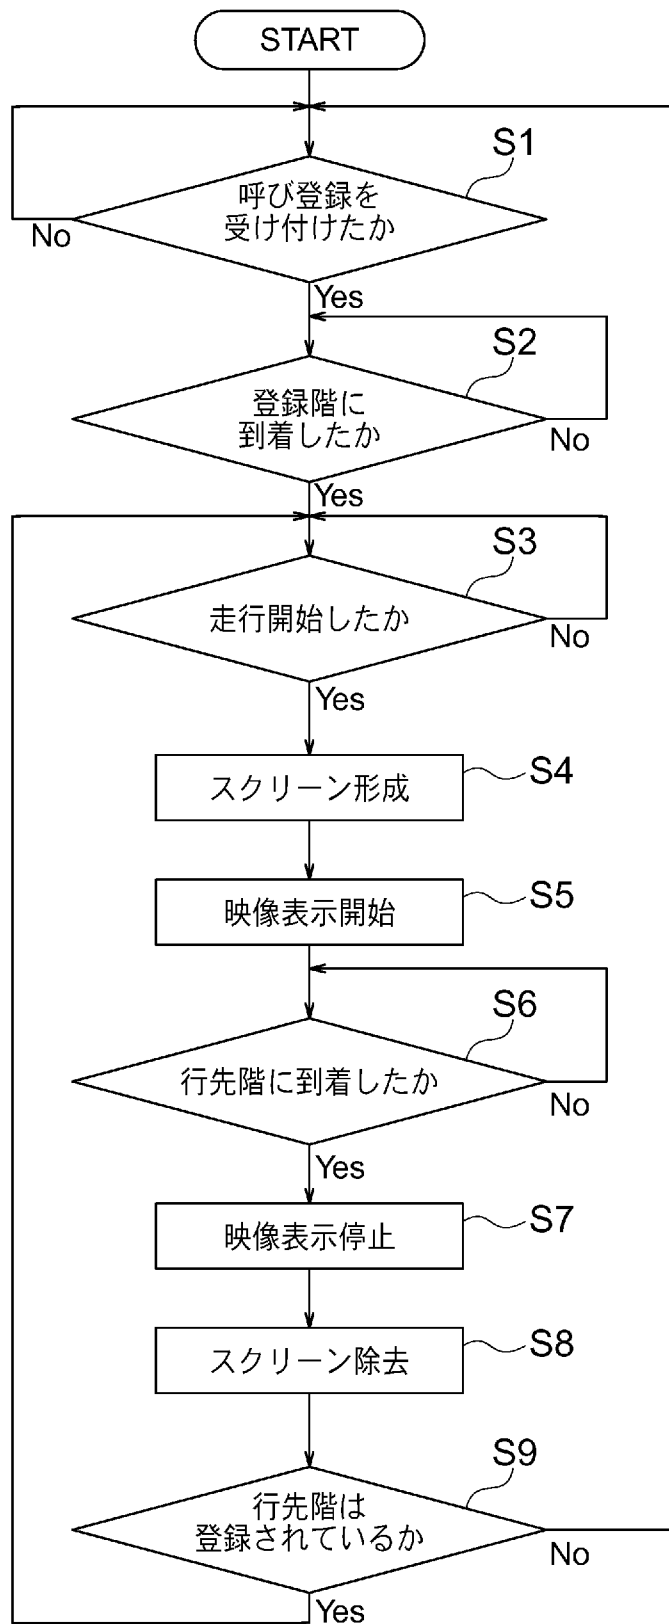 START
S1
呼び登録を
受け付けたか
No
Yes
S2
登録階に
到着したか
No
Yes
S3
走行開始したか
No
Yes
スクリーン形成
S4
映像表示開始
S5
S6
行先階に到着したか
No
Yes
映像表示停止
S7
スクリーン除去
S8
S9
行先階は
登録されているか
No
Yes